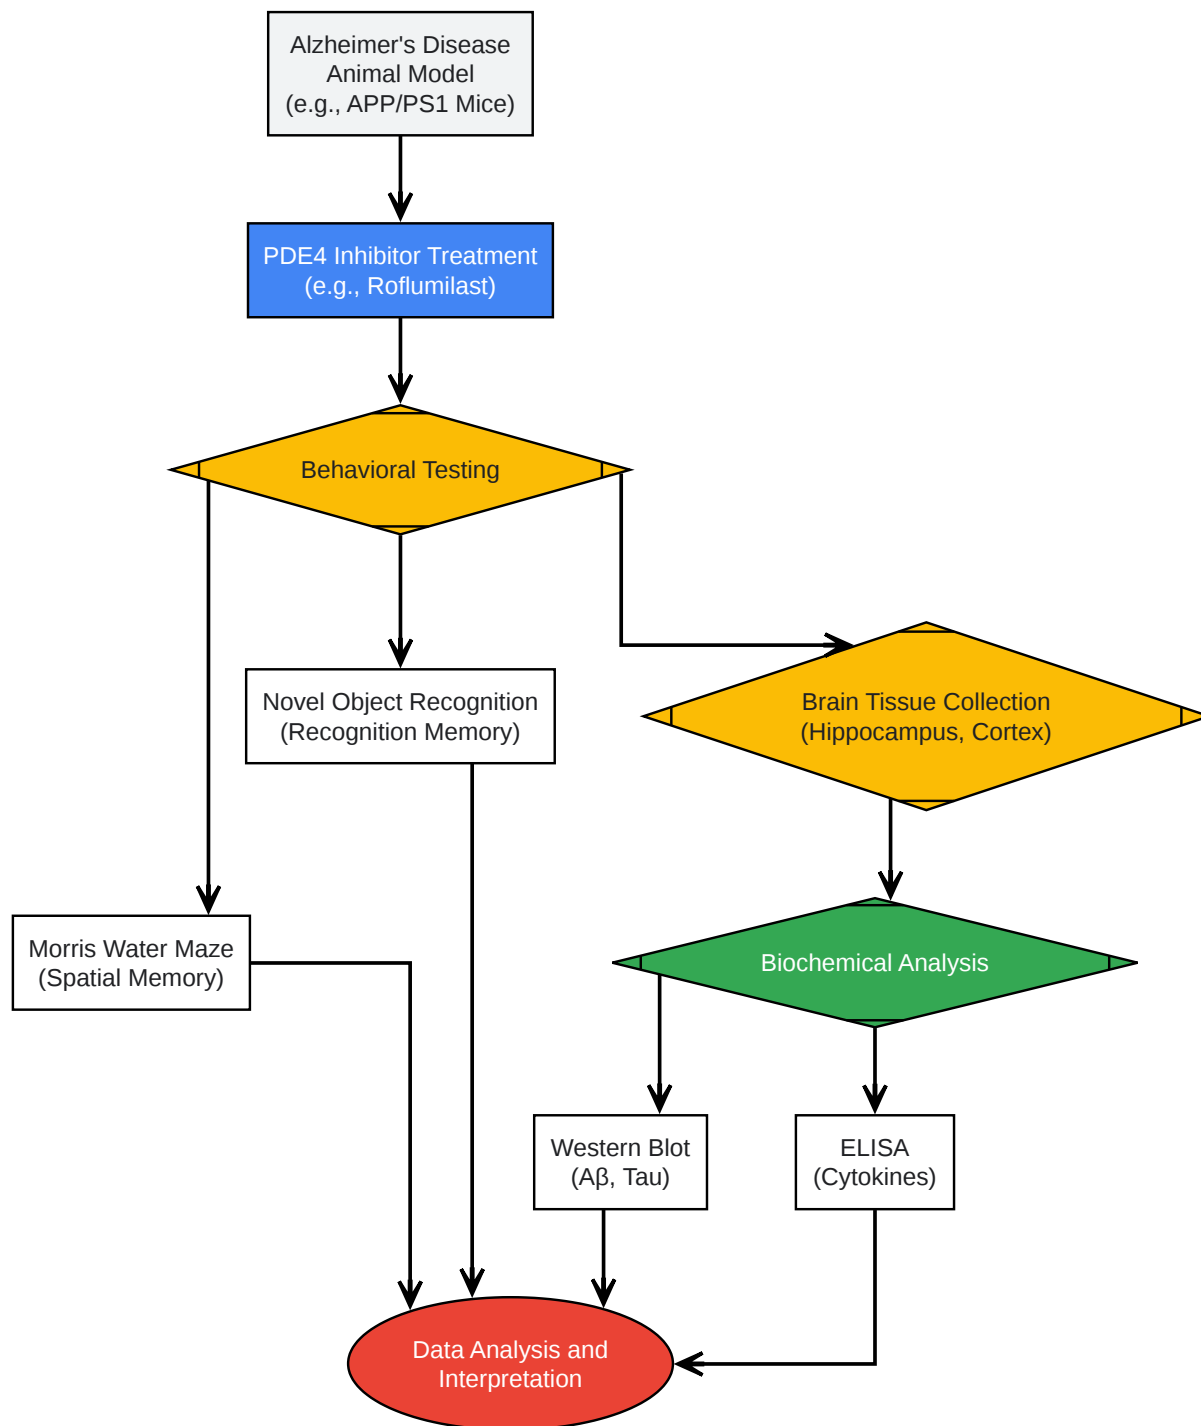 Alzheimer's Disease
Animal Model
(e.g., APP/PS1 Mice)
PDE4 Inhibitor Treatment
(e.g., Roflumilast)
Behavioral Testing
Novel Object Recognition
(Recognition Memory)
Brain Tissue Collection
(Hippocampus, Cortex)
Morris Water Maze
(Spatial Memory)
Biochemical Analysis
Western Blot
(Aβ, Tau)
ELISA
(Cytokines)
Data Analysis and
Interpretation